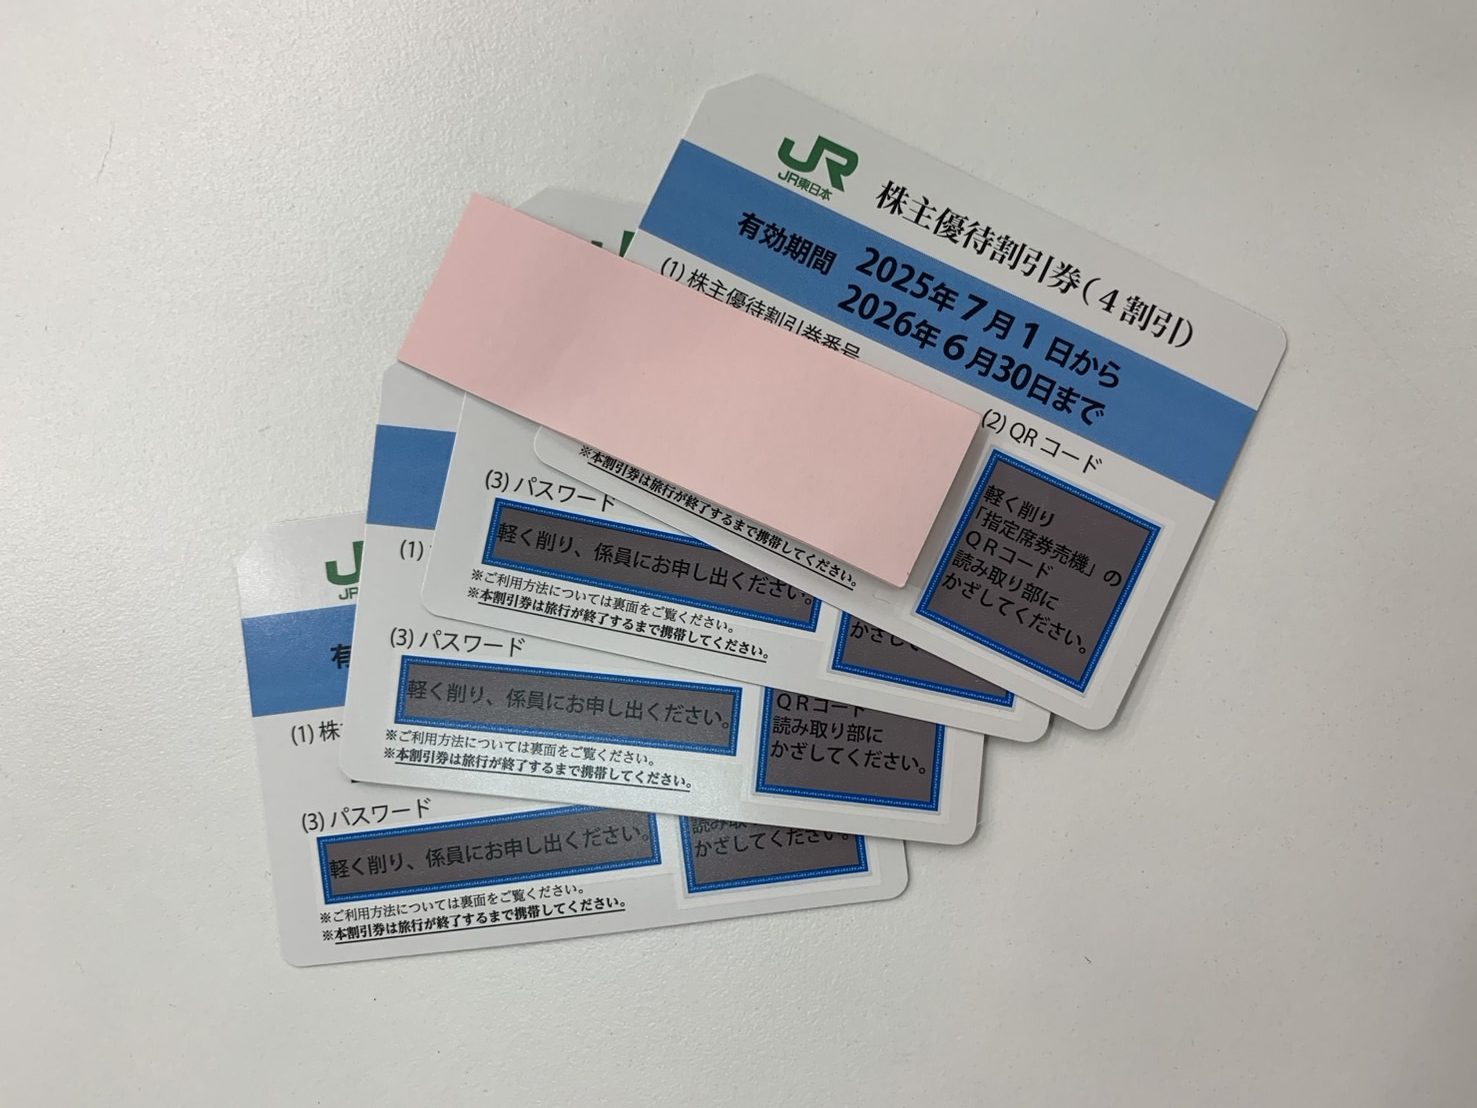 JR
JR東日本
株主優待割引券(４割引)
有効期間 2025年７月１日から
2026年６月30日まで
(1) 株主優待割引券番号
(2) QR コード
軽く削り
「指定席券売機」の
ＱＲコード
読み取り部に
かざしてください。
※本割引券は旅行が終了するまで携帯してください。
(3) パスワード
軽く削り、係員にお申し出ください。
※ご利用方法については裏面をご覧ください。
※本割引券は旅行が終了するまで携帯してください。
(1)
(3) パスワード
軽く削り、係員にお申し出ください。
※ご利用方法については裏面をご覧ください。
※本割引券は旅行が終了するまで携帯してください。
ＱＲコード
読み取り部に
かざしてください。
有
(1) 株
(3) パスワード
軽く削り、係員にお申し出ください。
※ご利用方法については裏面をご覧ください。
※本割引券は旅行が終了するまで携帯してください。
かざしてください。